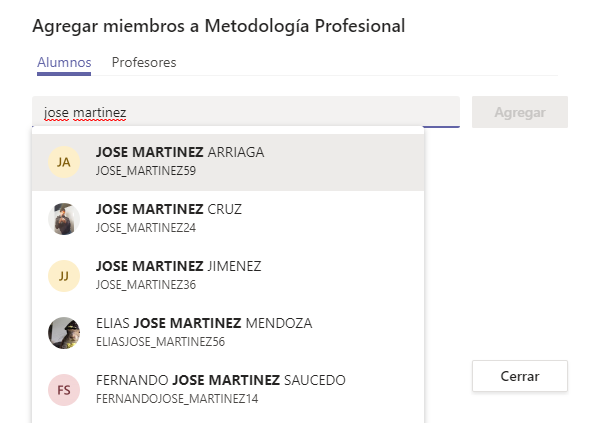 Agregar miembros a Metodología Profesional
Alumnos Profesores
jose martinez Agregar
JA JOSE MARTINEZ ARRIAGA
JOSE_MARTINEZ59
JOSE MARTINEZ CRUZ
JOSE_MARTINEZ24
JJ JOSE MARTINEZ JIMENEZ
JOSE_MARTINEZ36
ELIAS JOSE MARTINEZ MENDOZA
ELIASJOSE_MARTINEZ56
FS FERNANDO JOSE MARTINEZ SAUCEDO
FERNANDOJOSE_MARTINEZ14
Cerrar